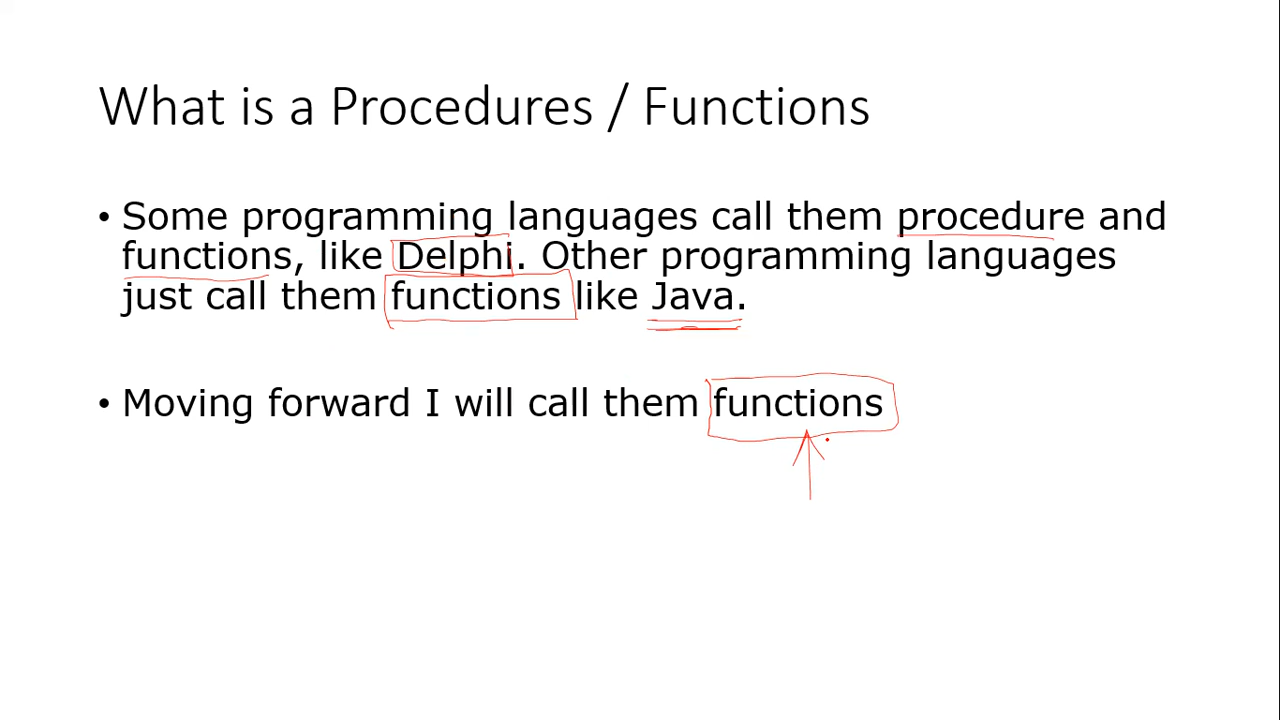 What is a Procedures / Functions
• Some programming languages call them procedure and
functions, like Delphi. Other programming languages
just call them functions like Java.
• Moving forward I will call them functions